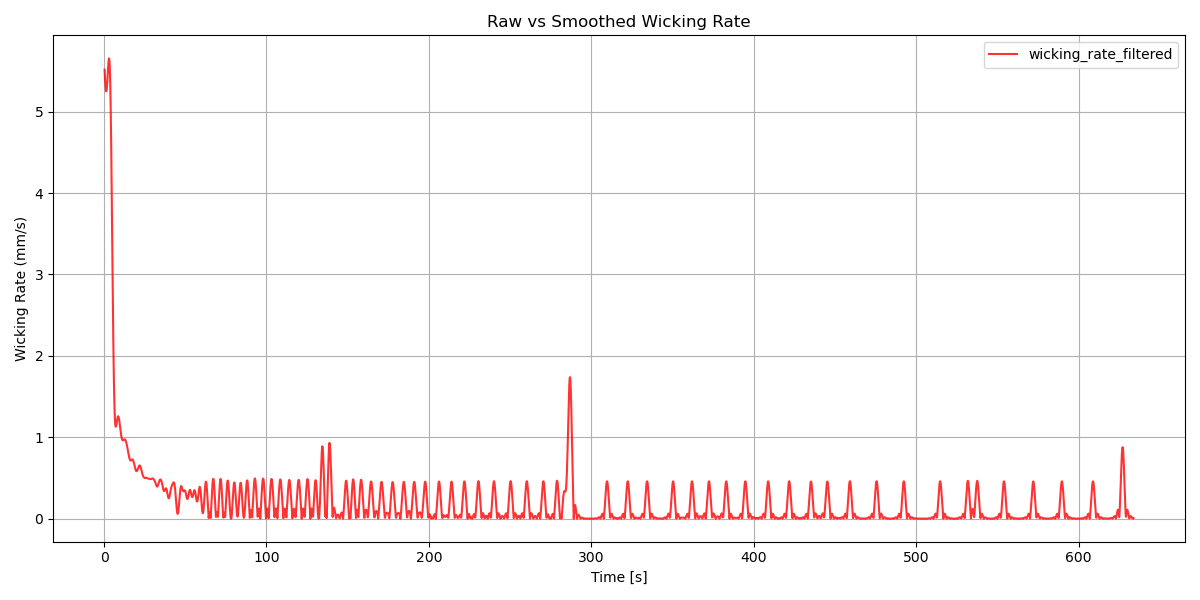 Raw vs Smoothed Wicking Rate
wicking_rate_filtered
Wicking Rate (mm/s)
5
4
3
2
1
0
0 100 200 300 400 500 600
Time [s]